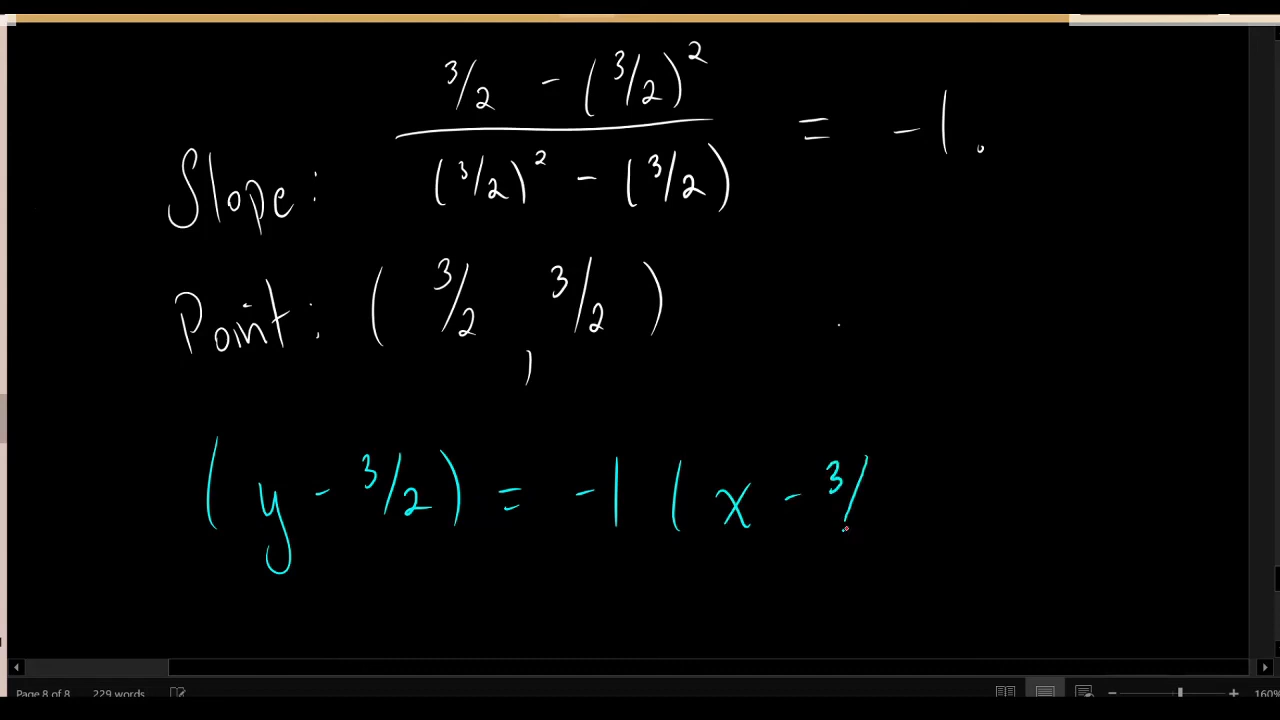 Slope: (3/2 - (3/2)²) / ((3/2)² - (3/2)) = -1.
Point: (3/2, 3/2)
(y - 3/2) = -1 (x - 3/
Page 8 of 8 229 words 160%